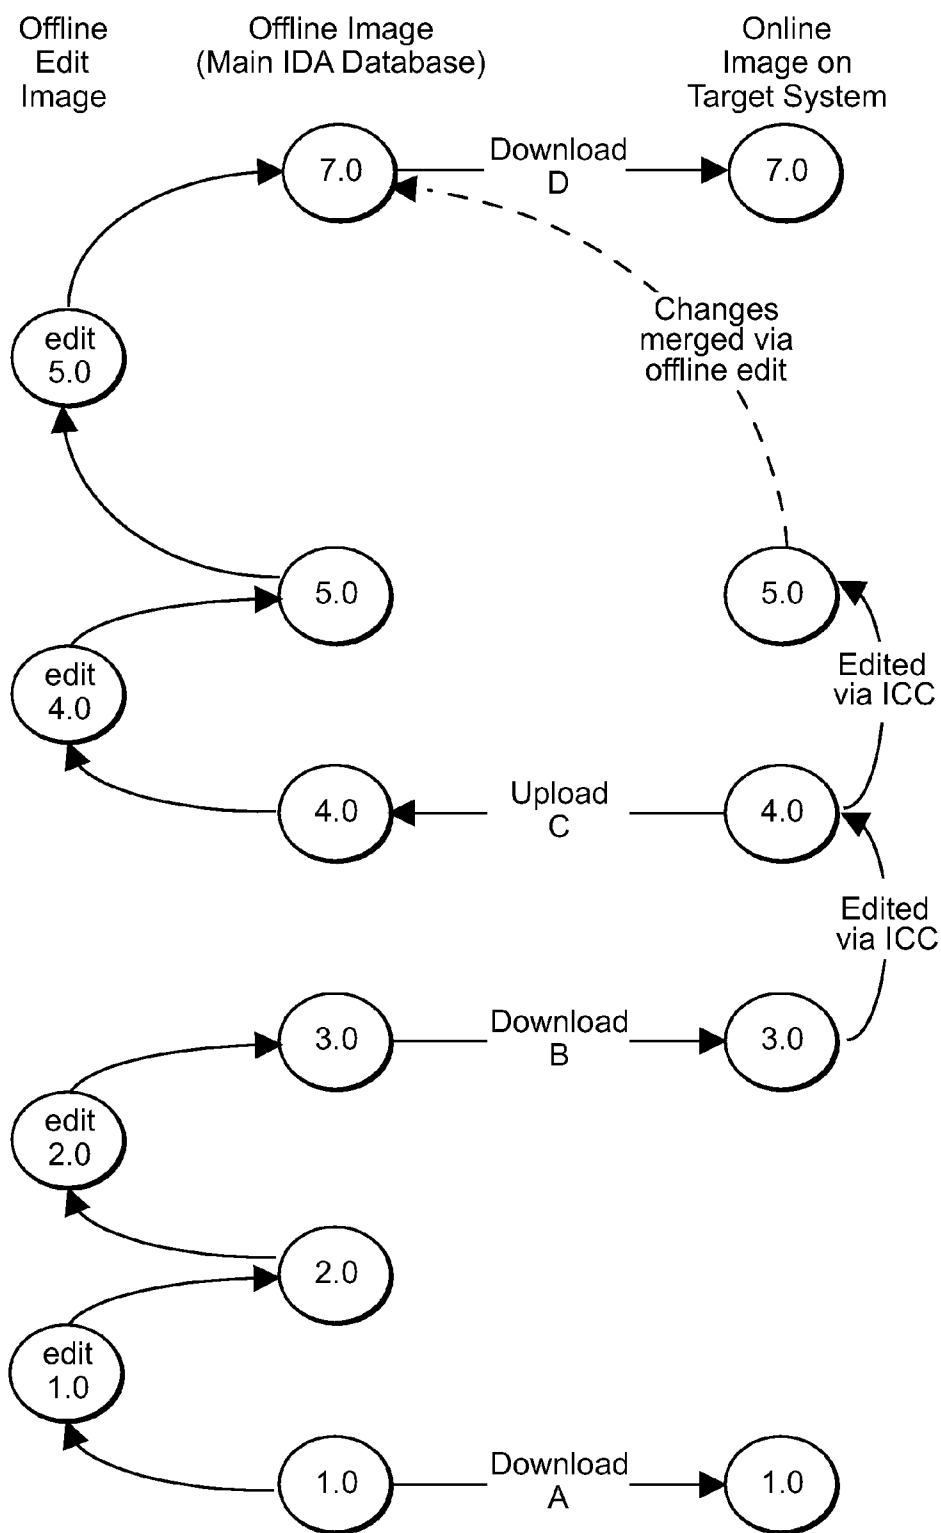 Offline
Edit
Image
Offline Image
(Main IDA Database)
Online
Image on
Target System
7.0
Download
D
7.0
Changes
merged via
offline edit
edit
5.0
5.0
5.0
Edited
via ICC
edit
4.0
4.0
Upload
C
4.0
Edited
via ICC
3.0
Download
B
3.0
edit
2.0
2.0
edit
1.0
1.0
Download
A
1.0